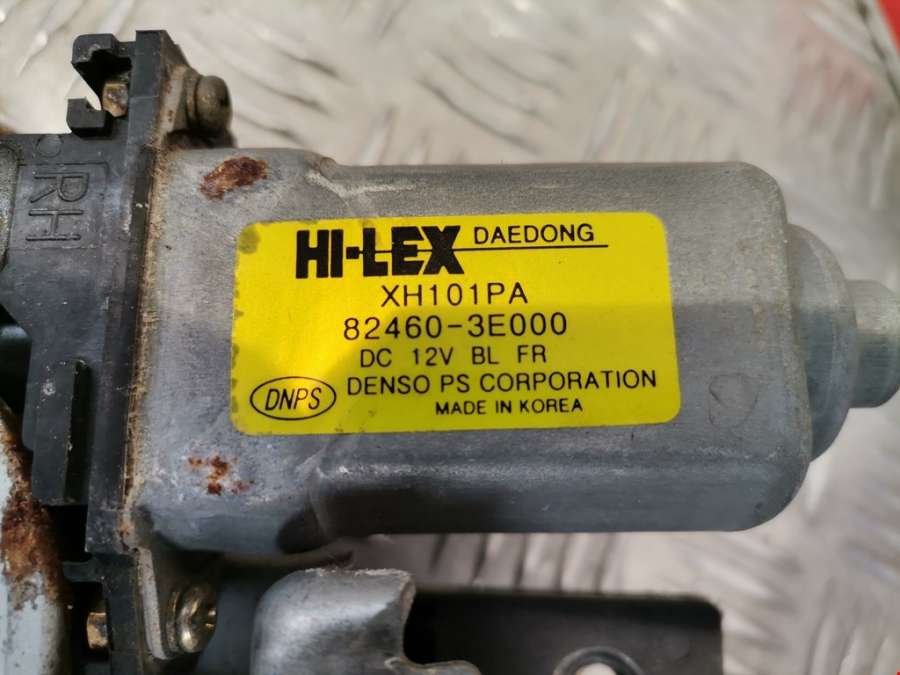 RH
HI-LEX DAEDONG
XH101PA
82460-3E000
DC 12V BL FR
DNPS DENSO PS CORPORATION
MADE IN KOREA